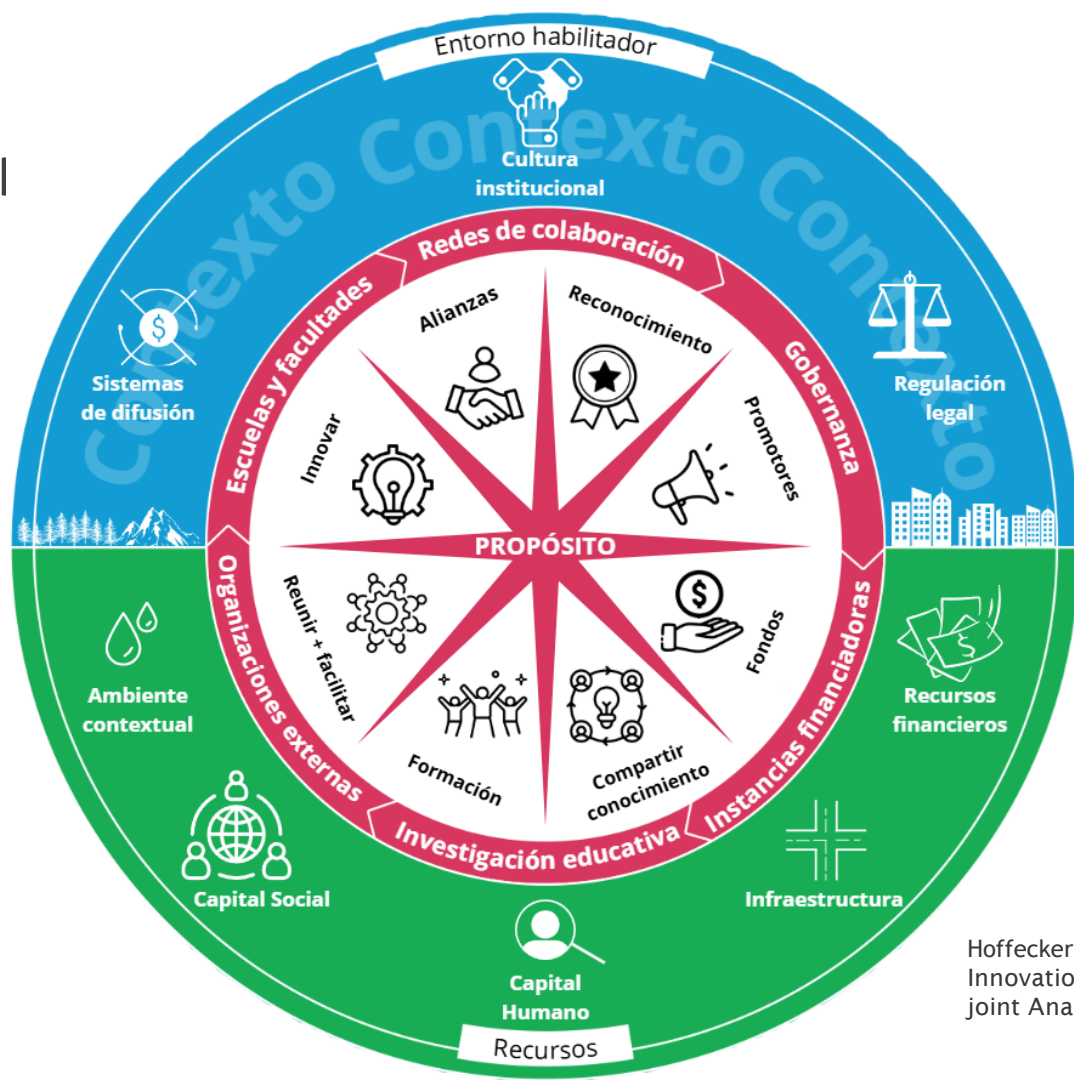 Entorno habilitador
Contexto Contexto Contexto
Cultura
institucional
Sistemas
de difusión
Regulación
legal
Redes de colaboración
Gobernanza
Instancias financiadoras
Investigación educativa
Organizaciones externas
Escuelas y facultades
Alianzas
Reconocimiento
Promotores
Fondos
Compartir
conocimiento
Formación
Reunir + facilitar
Innovar
PROPÓSITO
Ambiente
contextual
Recursos
financieros
Capital Social
Infraestructura
Capital
Humano
Recursos
Hoffecker
Innovatio
joint Ana